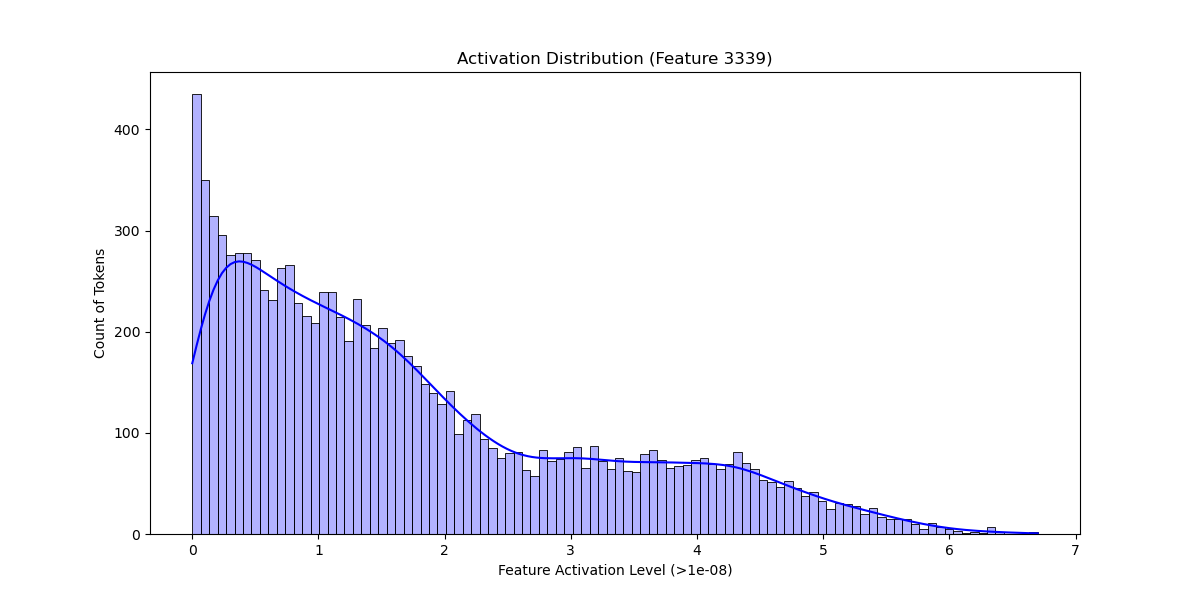 Activation Distribution (Feature 3339)
Count of Tokens
400
300
200
100
0
0 1 2 3 4 5 6 7
Feature Activation Level (>1e-08)